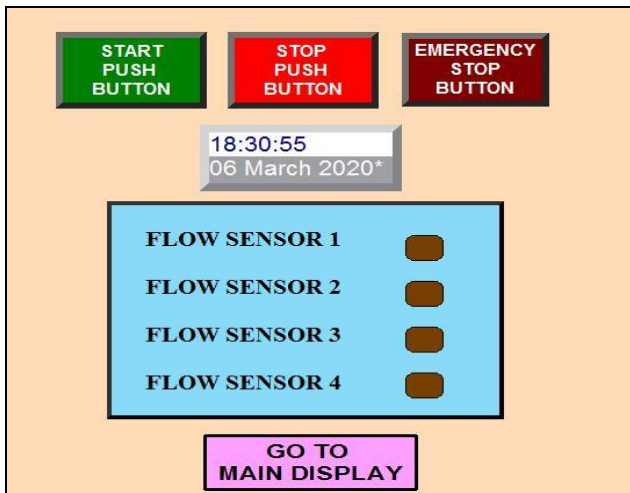 START
PUSH
BUTTON
STOP
PUSH
BUTTON
EMERGENCY
STOP
BUTTON
18:30:55
06 March 2020*
FLOW SENSOR 1
FLOW SENSOR 2
FLOW SENSOR 3
FLOW SENSOR 4
GO TO
MAIN DISPLAY